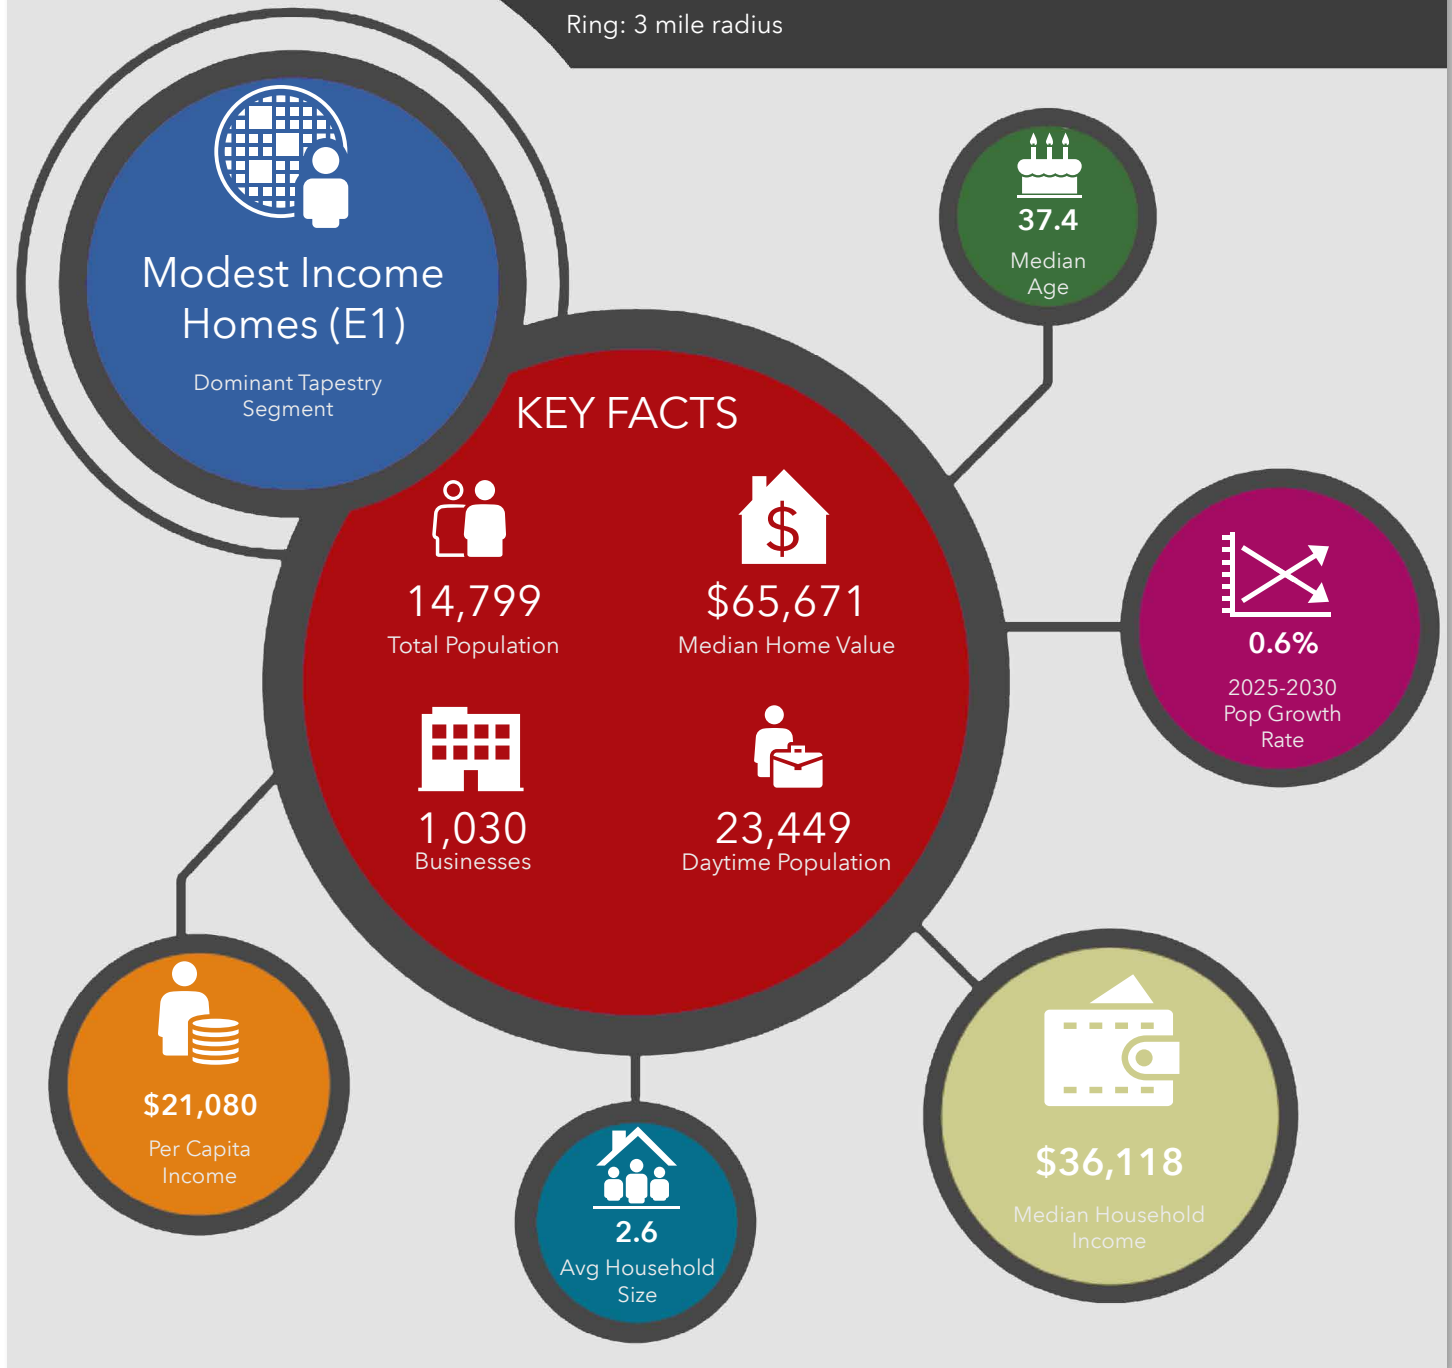 Ring: 3 mile radius
Modest Income
Homes (E1)
Dominant Tapestry
Segment
37.4
Median
Age
KEY FACTS
14,799
Total Population
$65,671
$
Median Home Value
1,030
Businesses
23,449
Daytime Population
0.6%
2025-2030
Pop Growth
Rate
$21,080
Per Capita
Income
2.6
Avg Household
Size
$36,118
Median Household
Income